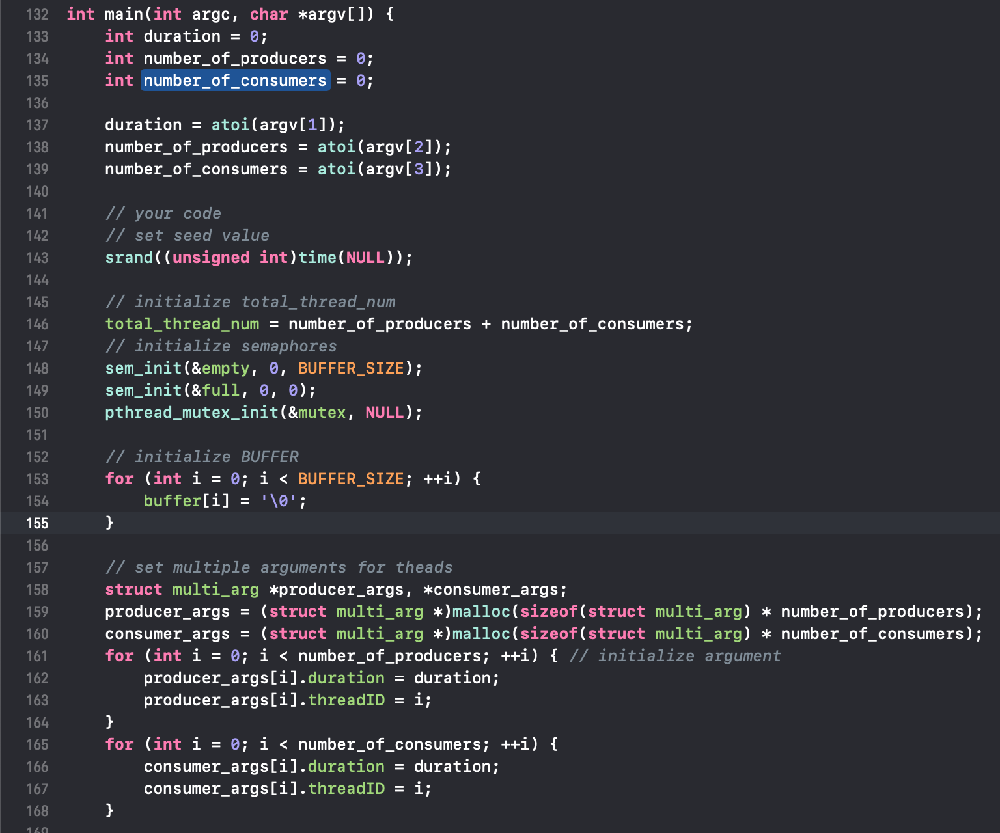 132 int main(int argc, char *argv[]) {
133     int duration = 0;
134     int number_of_producers = 0;
135     int number_of_consumers = 0;
136
137     duration = atoi(argv[1]);
138     number_of_producers = atoi(argv[2]);
139     number_of_consumers = atoi(argv[3]);
140
141     // your code
142     // set seed value
143     srand((unsigned int)time(NULL));
144
145     // initialize total_thread_num
146     total_thread_num = number_of_producers + number_of_consumers;
147     // initialize semaphores
148     sem_init(&empty, 0, BUFFER_SIZE);
149     sem_init(&full, 0, 0);
150     pthread_mutex_init(&mutex, NULL);
151
152     // initialize BUFFER
153     for (int i = 0; i < BUFFER_SIZE; ++i) {
154         buffer[i] = '\0';
155     }
156
157     // set multiple arguments for theads
158     struct multi_arg *producer_args, *consumer_args;
159     producer_args = (struct multi_arg *)malloc(sizeof(struct multi_arg) * number_of_producers);
160     consumer_args = (struct multi_arg *)malloc(sizeof(struct multi_arg) * number_of_consumers);
161     for (int i = 0; i < number_of_producers; ++i) { // initialize argument
162         producer_args[i].duration = duration;
163         producer_args[i].threadID = i;
164     }
165     for (int i = 0; i < number_of_consumers; ++i) {
166         consumer_args[i].duration = duration;
167         consumer_args[i].threadID = i;
168     }
169